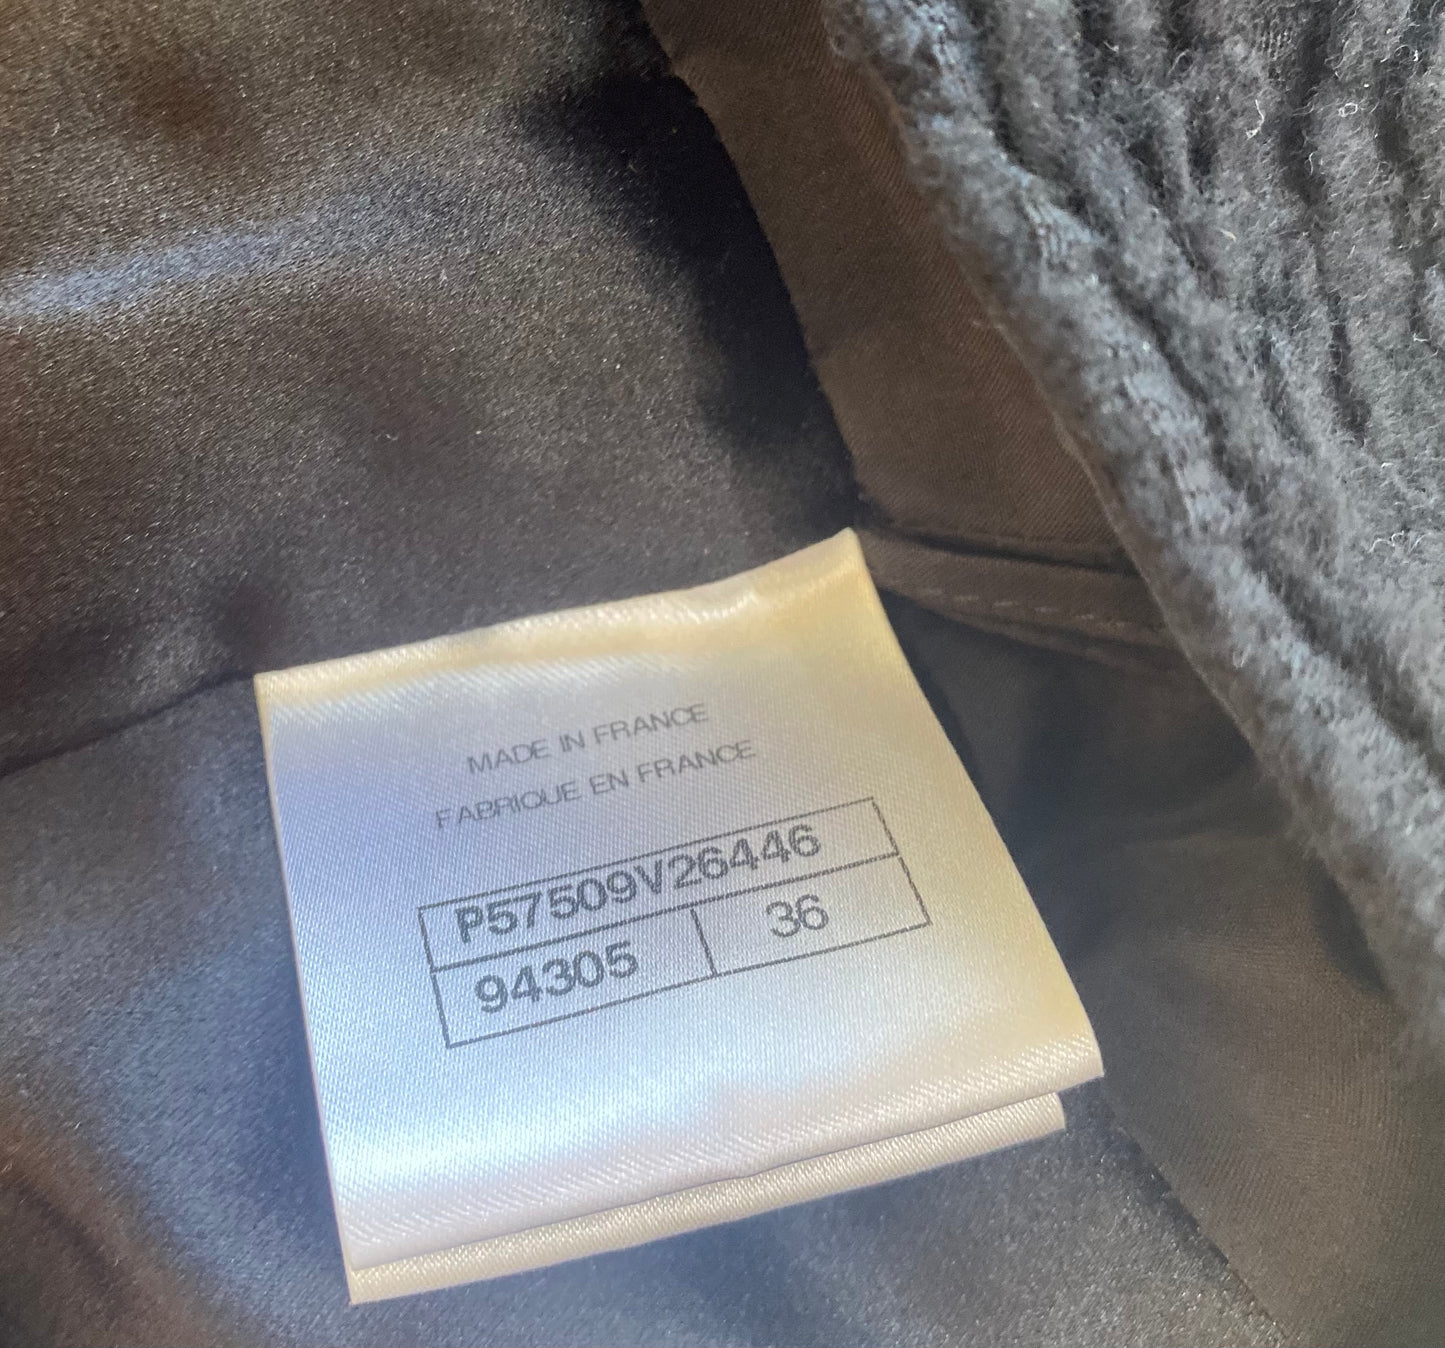 MADE IN FRANCE
FABRIQUE EN FRANCE
P57509V26446
94305 36